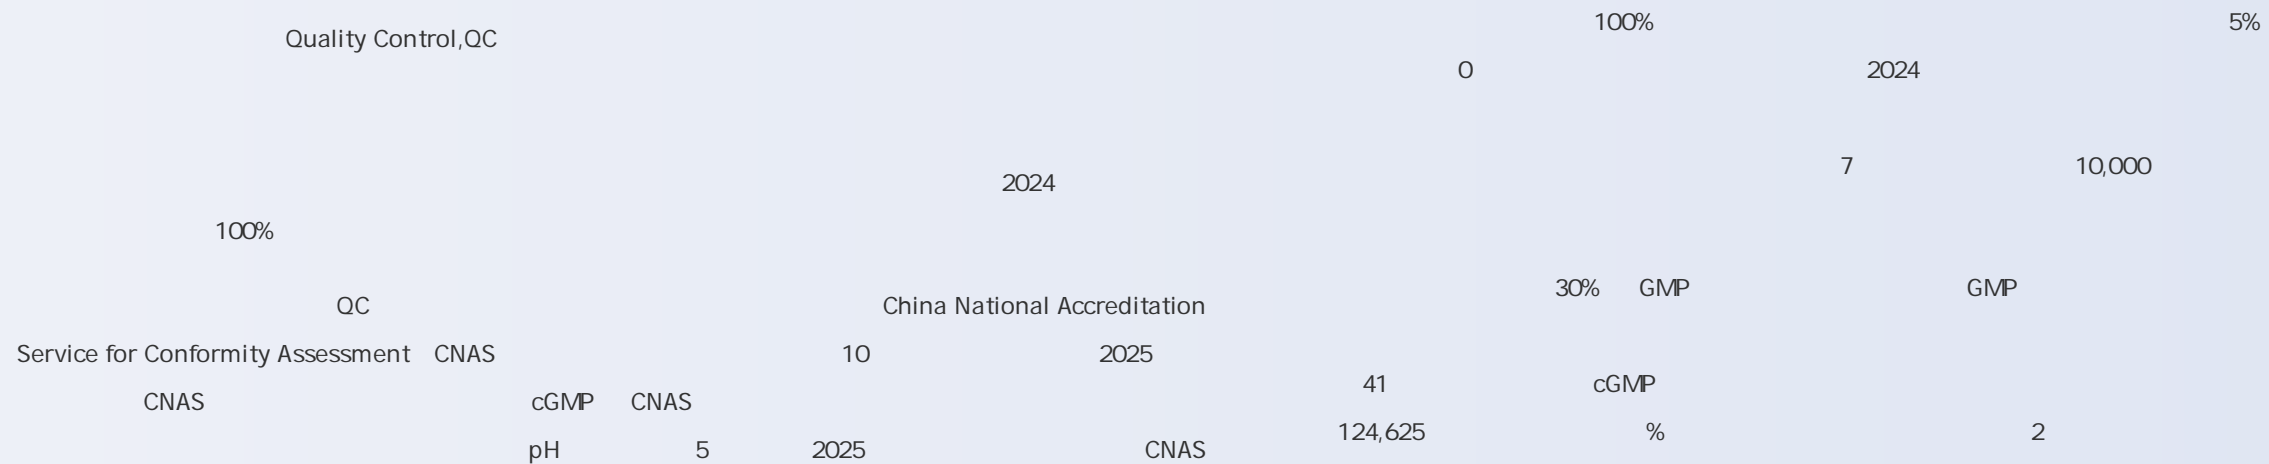 Quality Control,QC
2024
100%
QC China National Accreditation
Service for Conformity Assessment CNAS 10 2025
CNAS cGMP CNAS
pH 5 2025 CNAS
100% 5%
0 2024
7 10,000
30% GMP GMP
41 cGMP
124,625 % 2